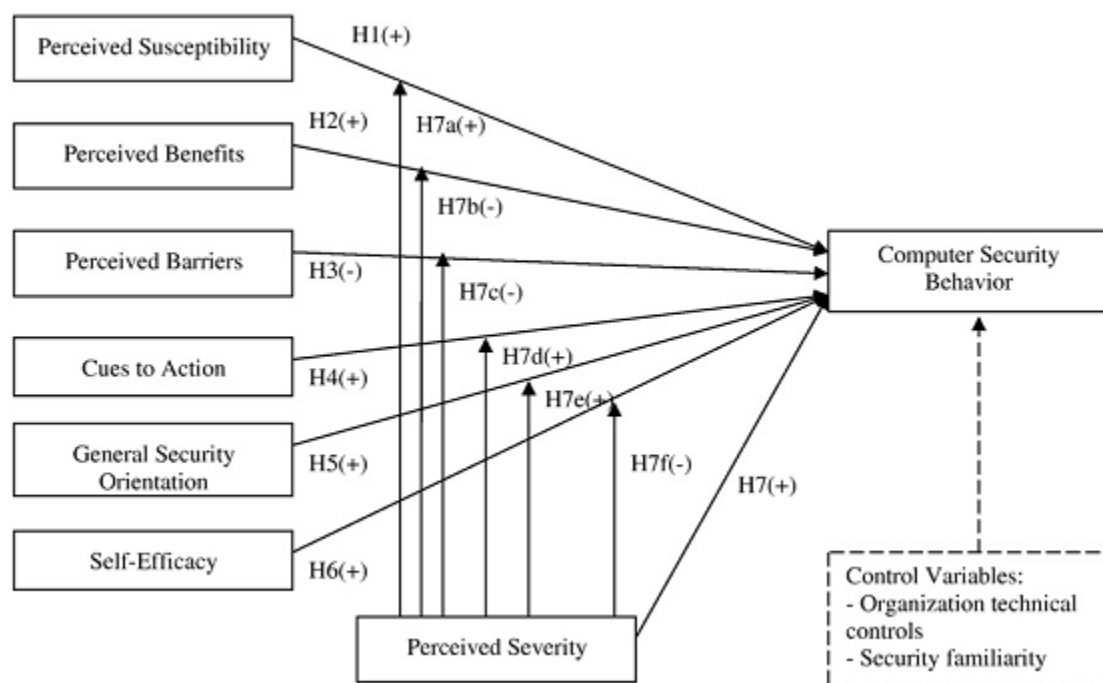 Perceived Susceptibility
H1(+)
H2(+)
H7a(+)
Perceived Benefits
H7b(-)
Perceived Barriers
H3(-)
H7c(-)
Computer Security
Behavior
Cues to Action
H4(+)
H7d(+)
H7e(+)
General Security
Orientation
H5(+)
H7f(-)
H7(+)
Self-Efficacy
H6(+)
Perceived Severity
Control Variables:
- Organization technical
controls
- Security familiarity